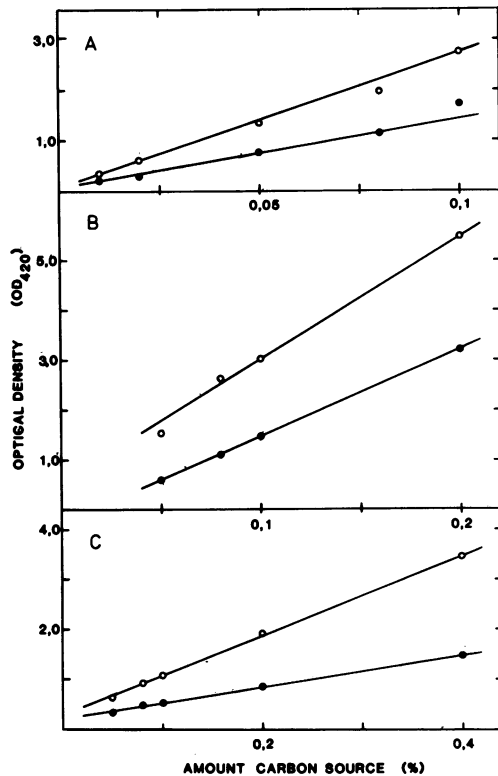 A
3,0
1,0
0,05
0,1
B
5,0
3,0
1,0
0,1
0,2
C
4,0
2,0
0,2
0,4
OPTICAL DENSITY (OD420)
AMOUNT CARBON SOURCE (%)